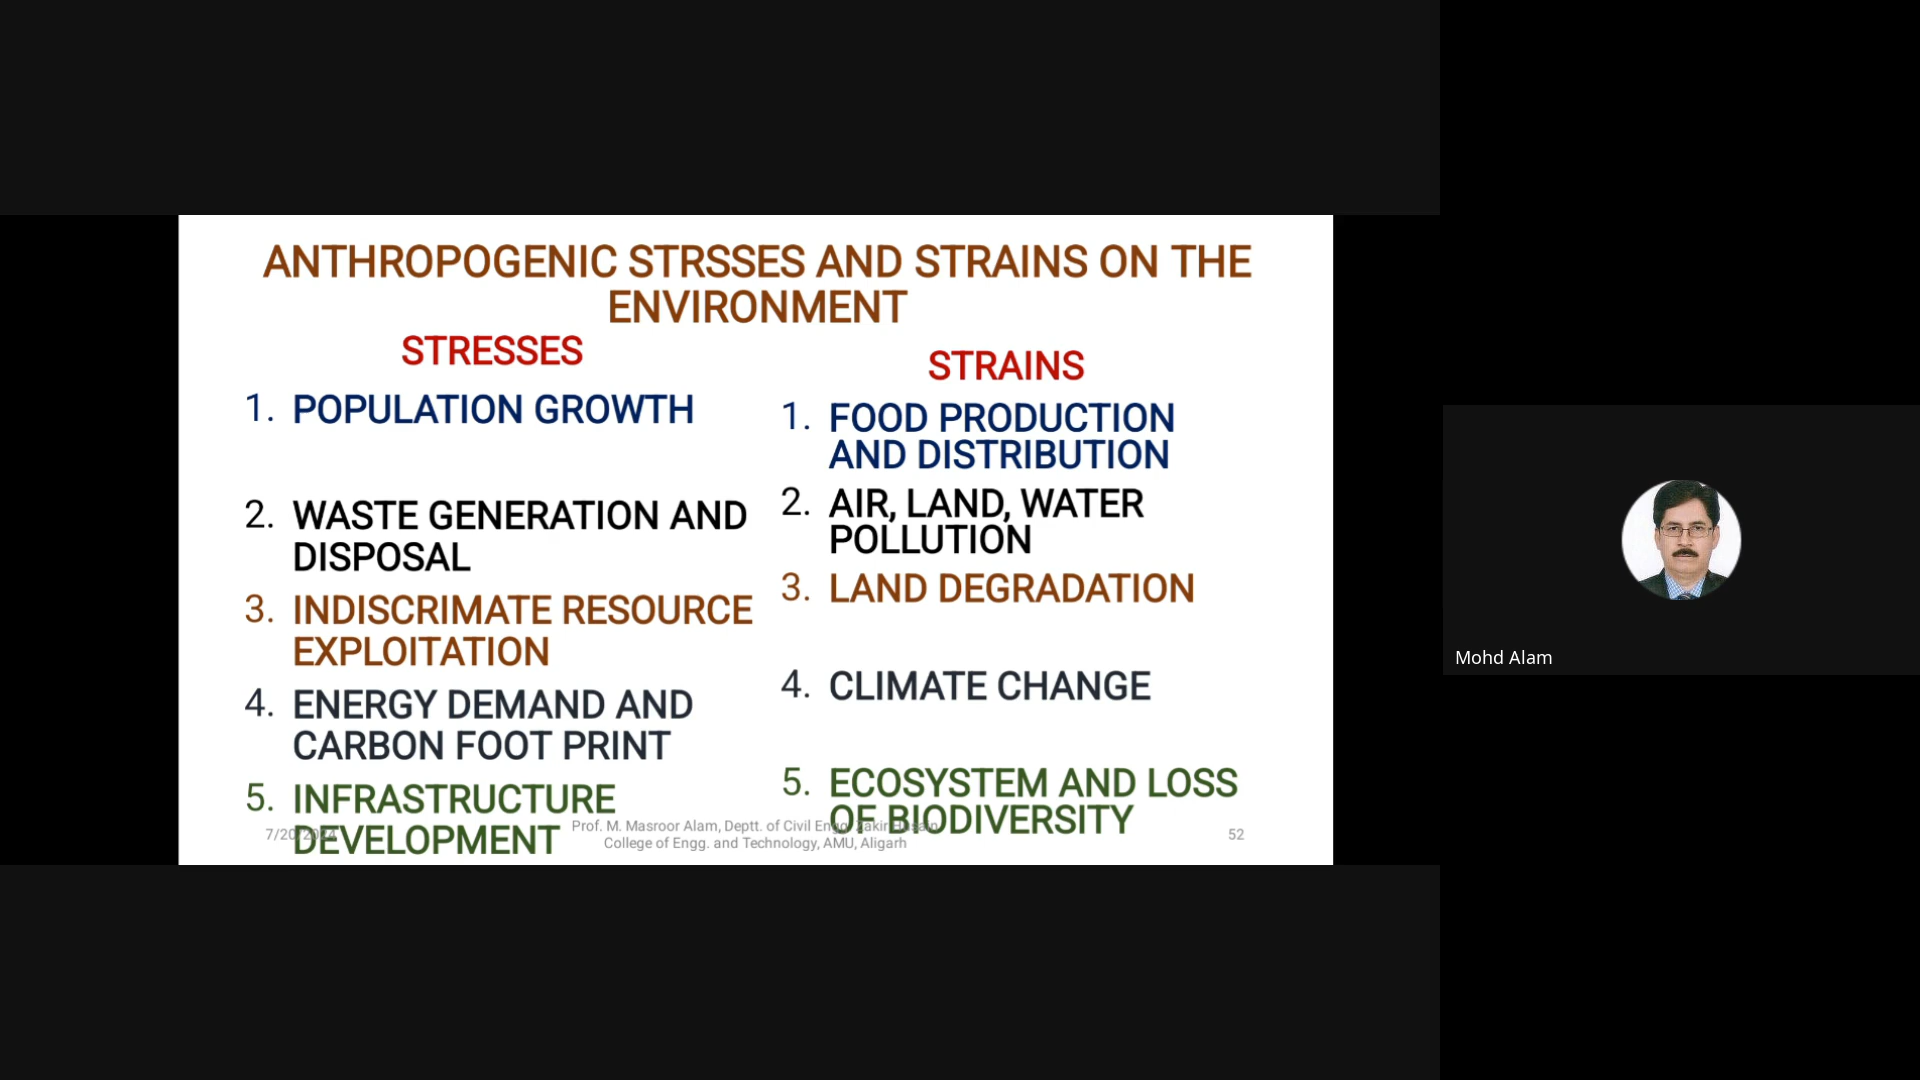 ANTHROPOGENIC STRSSES AND STRAINS ON THE
ENVIRONMENT
STRESSES
1. POPULATION GROWTH
2. WASTE GENERATION AND
DISPOSAL
3. INDISCRIMATE RESOURCE
EXPLOITATION
4. ENERGY DEMAND AND
CARBON FOOT PRINT
5. INFRASTRUCTURE
DEVELOPMENT
STRAINS
1. FOOD PRODUCTION
AND DISTRIBUTION
2. AIR, LAND, WATER
POLLUTION
3. LAND DEGRADATION
4. CLIMATE CHANGE
5. ECOSYSTEM AND LOSS
OF BIODIVERSITY
Prof. M. Masroor Alam, Deptt. of Civil Engg. Zakir Husain
College of Engg. and Technology, AMU, Aligarh
52
Mohd Alam